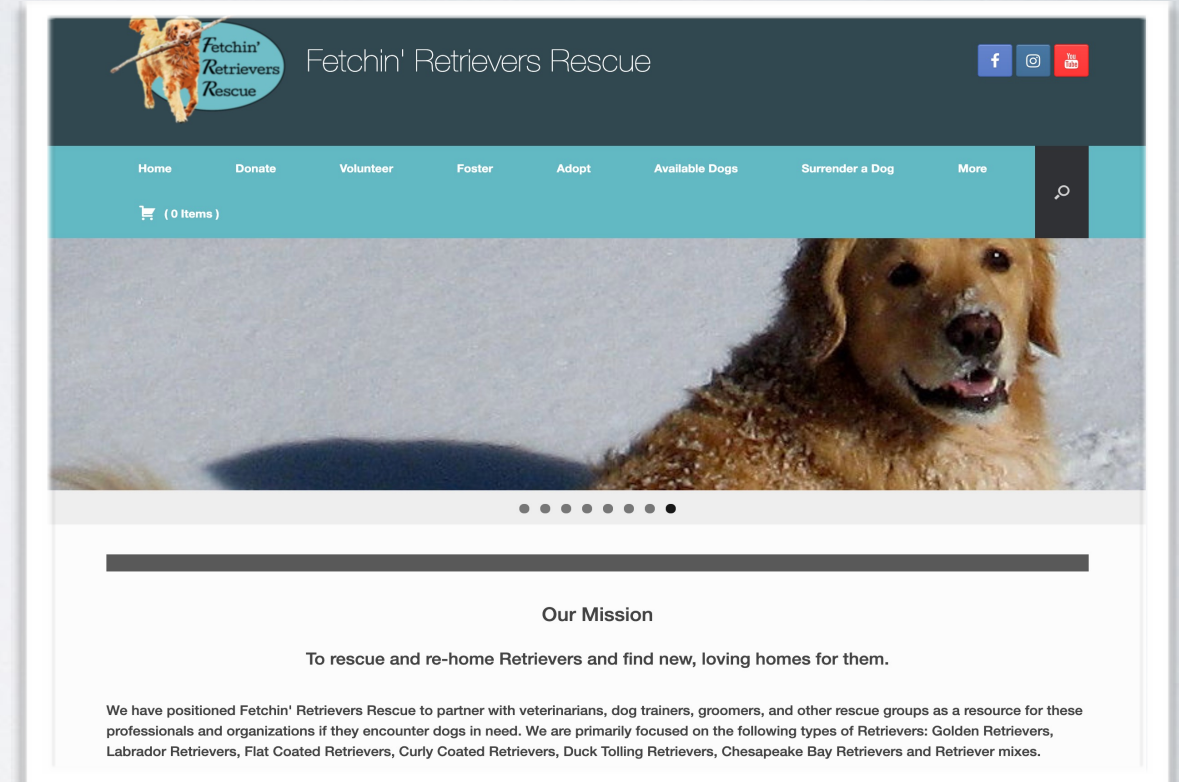 Fetchin'
Retrievers
Rescue
Fetchin' Retrievers Rescue
f
You
Tube
Home Donate Volunteer Foster Adopt Available Dogs Surrender a Dog More
( 0 Items )
Our Mission
To rescue and re-home Retrievers and find new, loving homes for them.
We have positioned Fetchin' Retrievers Rescue to partner with veterinarians, dog trainers, groomers, and other rescue groups as a resource for these
professionals and organizations if they encounter dogs in need. We are primarily focused on the following types of Retrievers: Golden Retrievers,
Labrador Retrievers, Flat Coated Retrievers, Curly Coated Retrievers, Duck Tolling Retrievers, Chesapeake Bay Retrievers and Retriever mixes.